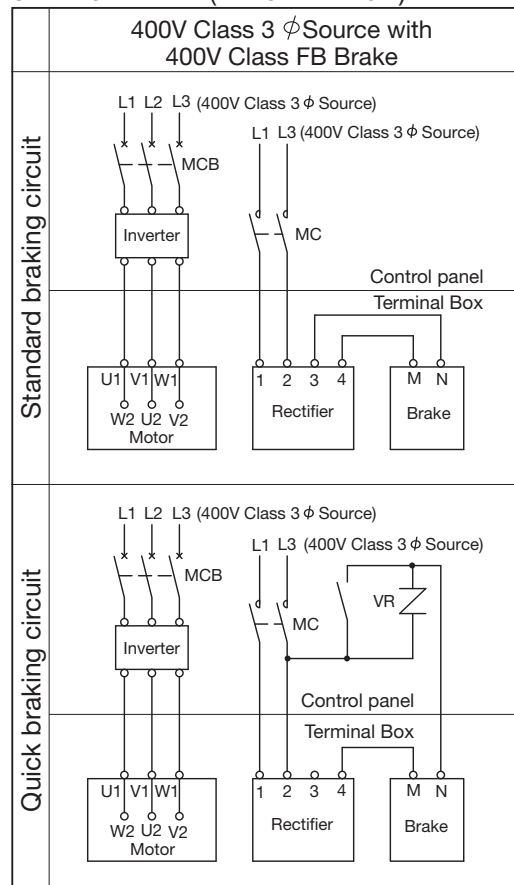 400V Class 3 ϕ Source with
400V Class FB Brake
Standard braking circuit
L1 L2 L3 (400V Class 3 ϕ Source)
L1 L3 (400V Class 3 ϕ Source)
MCB
Inverter
MC
Control panel
Terminal Box
U1 V1 W1
W2 U2 V2
Motor
1 2 3 4
Rectifier
M N
Brake
Quick braking circuit
L1 L2 L3 (400V Class 3 ϕ Source)
L1 L3 (400V Class 3 ϕ Source)
MCB
VR
Inverter
MC
Control panel
Terminal Box
U1 V1 W1
W2 U2 V2
Motor
1 2 3 4
Rectifier
M N
Brake